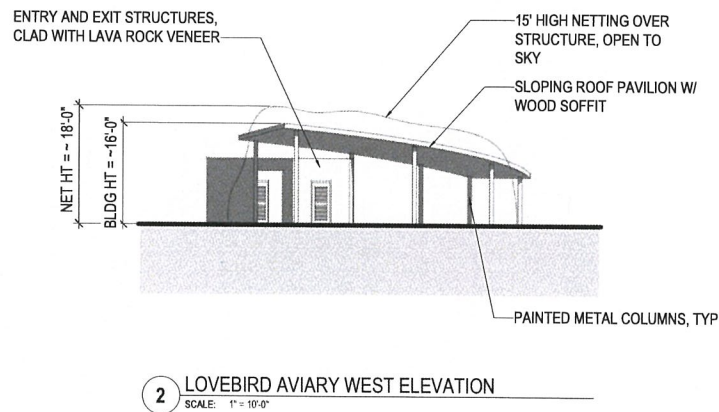 ENTRY AND EXIT STRUCTURES,
CLAD WITH LAVA ROCK VENEER
15' HIGH NETTING OVER
STRUCTURE, OPEN TO
SKY
SLOPING ROOF PAVILION W/
WOOD SOFFIT
NET HT = ~ 18'-0"
BLDG HT = ~16'-0"
PAINTED METAL COLUMNS, TYP
2 LOVEBIRD AVIARY WEST ELEVATION
SCALE: 1" = 10'-0"